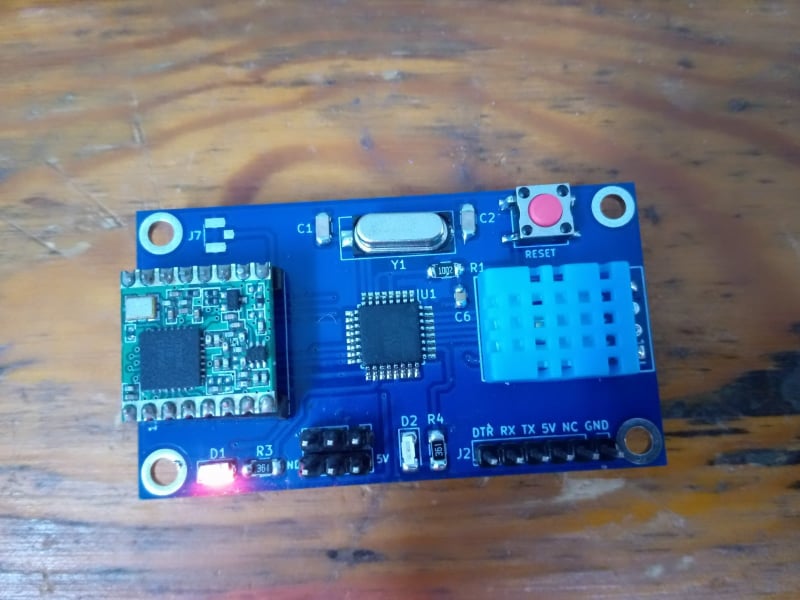 J7
C1
C2
Y1
RESET
1002 R1
U1
C6
D1
R3
361
5V
D2
R4
361
DTR RX TX 5V NC GND
J2